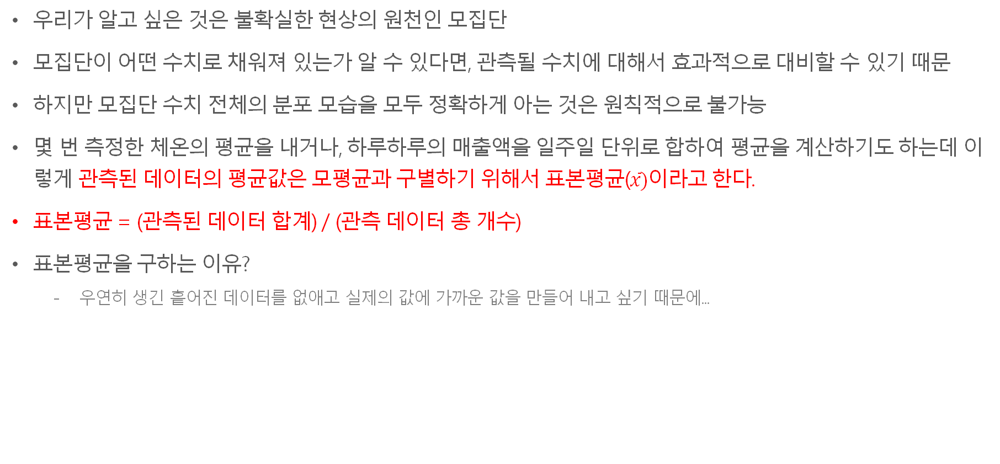 • 우리가 알고 싶은 것은 불확실한 현상의 원천인 모집단
• 모집단이 어떤 수치로 채워져 있는가 알 수 있다면, 관측될 수치에 대해서 효과적으로 대비할 수 있기 때문
• 하지만 모집단 수치 전체의 분포 모습을 모두 정확하게 아는 것은 원칙적으로 불가능
• 몇 번 측정한 체온의 평균을 내거나, 하루하루의 매출액을 일주일 단위로 합하여 평균을 계산하기도 하는데 이
렇게 관측된 데이터의 평균값은 모평균과 구별하기 위해서 표본평균(x̄)이라고 한다.
• 표본평균 = (관측된 데이터 합계) / (관측 데이터 총 개수)
• 표본평균을 구하는 이유?
- 우연히 생긴 흩어진 데이터를 없애고 실제의 값에 가까운 값을 만들어 내고 싶기 때문에...